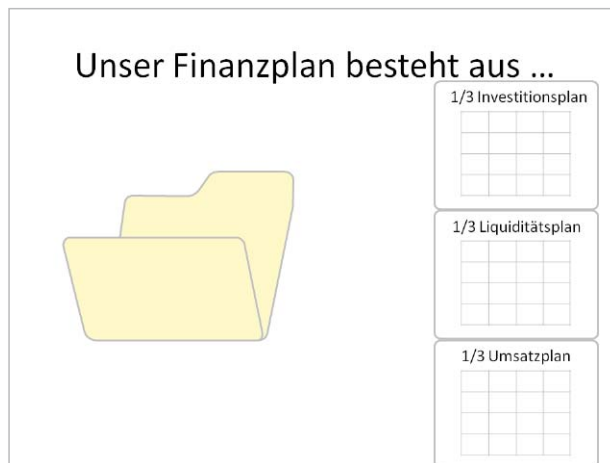 Unser Finanzplan besteht aus ...
1/3 Investitionsplan
1/3 Liquiditätsplan
1/3 Umsatzplan